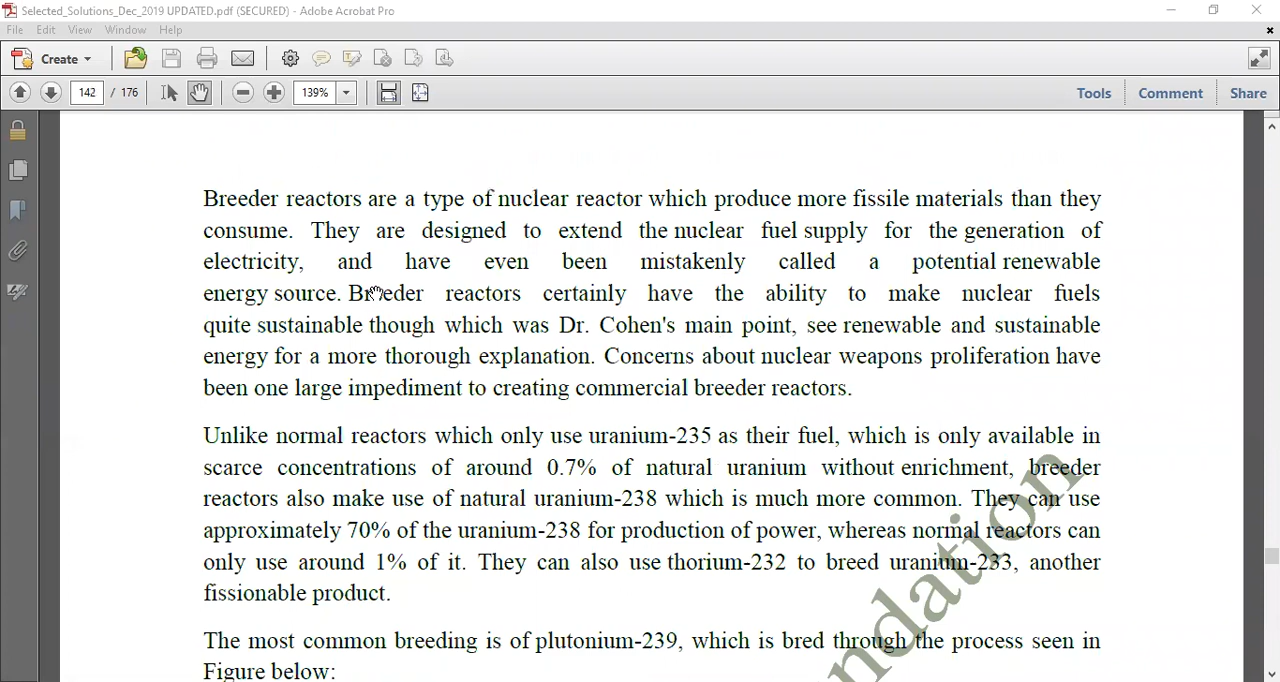 Selected_Solutions_Dec_2019 UPDATED.pdf (SECURED) - Adobe Acrobat Pro
File Edit View Window Help
Create
142 / 176 139% Tools Comment Share
Breeder reactors are a type of nuclear reactor which produce more fissile materials than they
consume. They are designed to extend the nuclear fuel supply for the generation of
electricity, and have even been mistakenly called a potential renewable
energy source. Breeder reactors certainly have the ability to make nuclear fuels
quite sustainable though which was Dr. Cohen's main point, see renewable and sustainable
energy for a more thorough explanation. Concerns about nuclear weapons proliferation have
been one large impediment to creating commercial breeder reactors.
Unlike normal reactors which only use uranium-235 as their fuel, which is only available in
scarce concentrations of around 0.7% of natural uranium without enrichment, breeder
reactors also make use of natural uranium-238 which is much more common. They can use
approximately 70% of the uranium-238 for production of power, whereas normal reactors can
only use around 1% of it. They can also use thorium-232 to breed uranium-233, another
fissionable product.
The most common breeding is of plutonium-239, which is bred through the process seen in
Figure below:
ndation